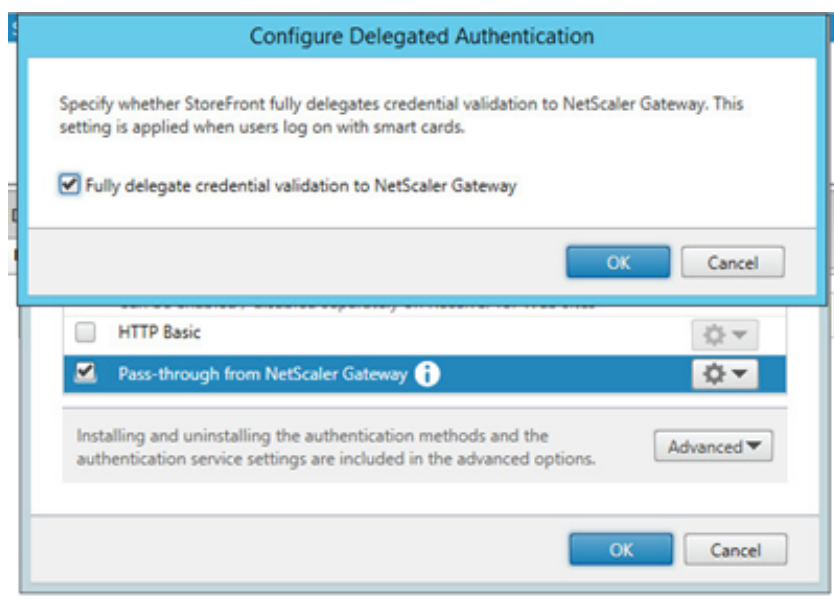 Configure Delegated Authentication
Specify whether StoreFront fully delegates credential validation to NetScaler Gateway. This
setting is applied when users log on with smart cards.
Fully delegate credential validation to NetScaler Gateway
OK
Cancel
HTTP Basic
Pass-through from NetScaler Gateway
Installing and uninstalling the authentication methods and the
authentication service settings are included in the advanced options.
Advanced
OK
Cancel